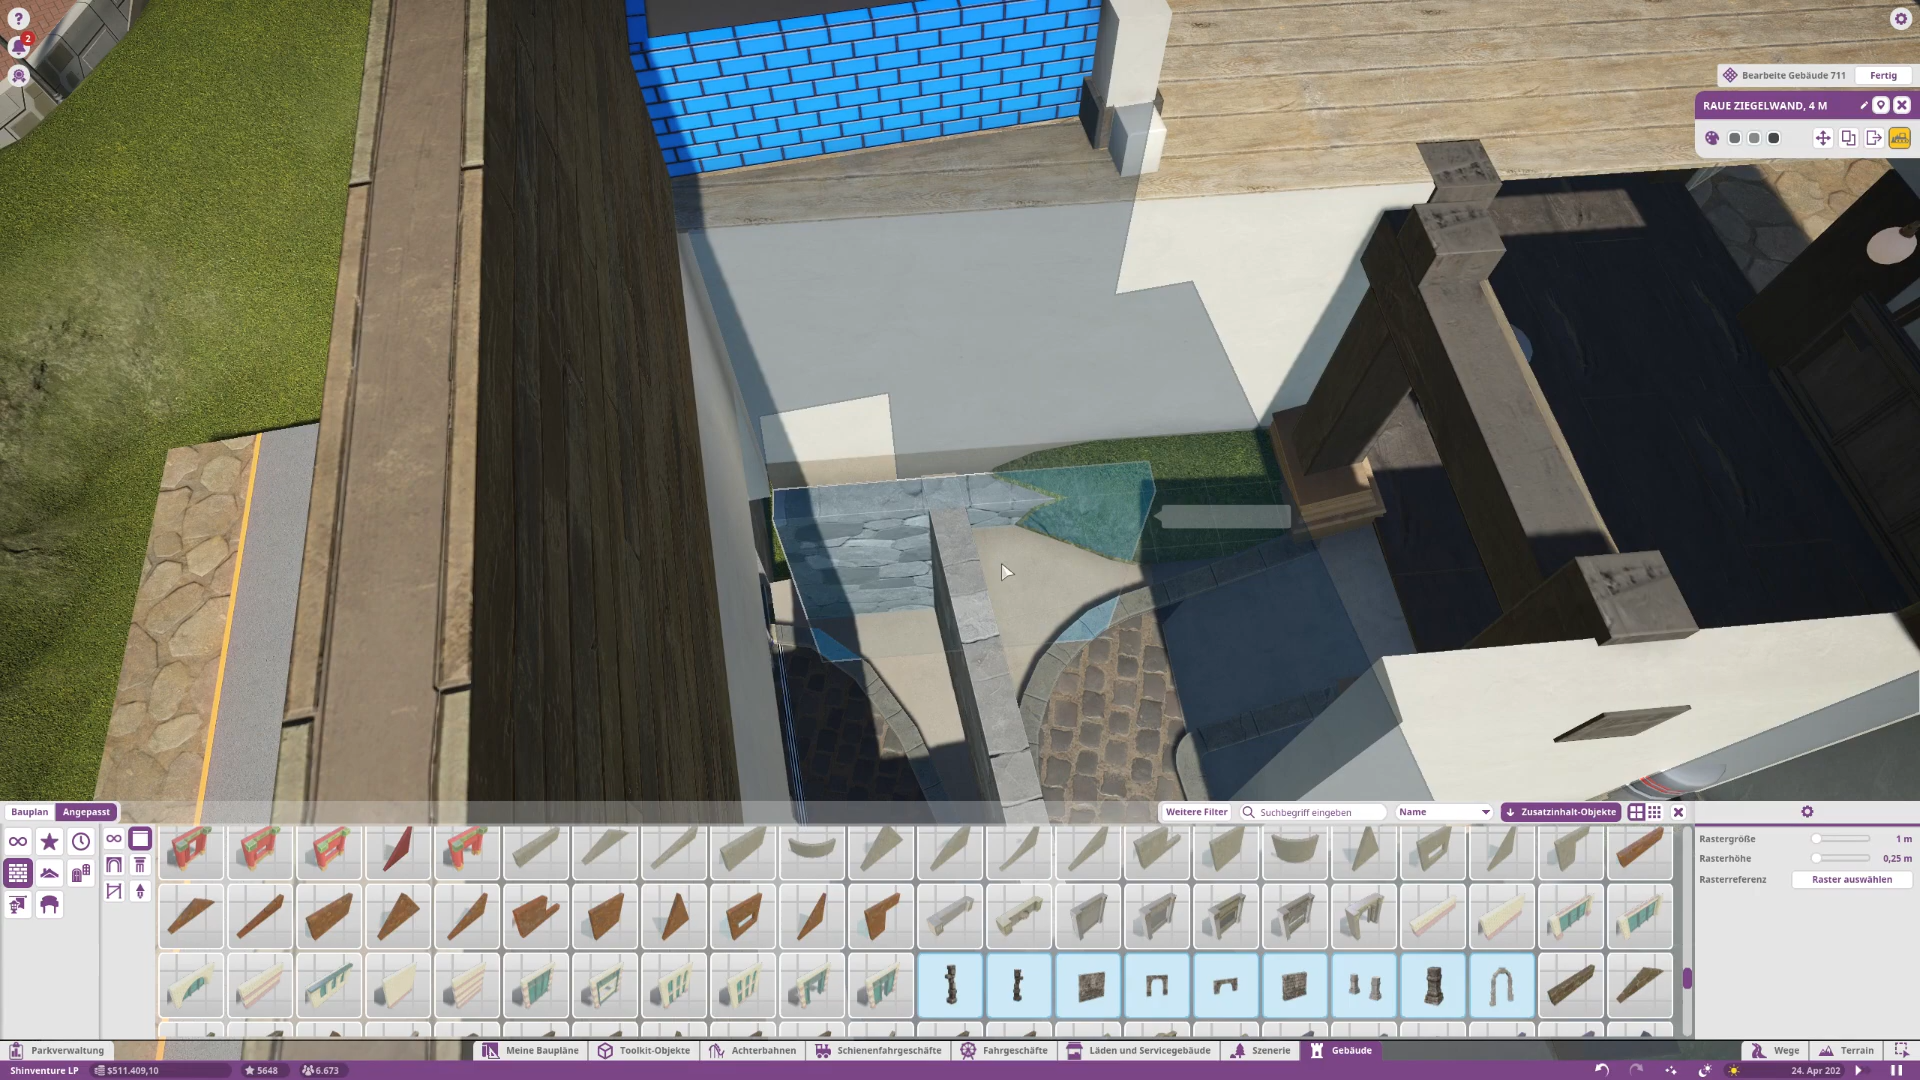 ?
2
Bearbeite Gebäude 711
Fertig
RAUE ZIEGELWAND, 4 M
Bauplan
Angepasst
Weitere Filter
Suchbegriff eingeben
Name
Zusatzinhalt-Objekte
Rastergröße
1 m
Rasterhöhe
0,25 m
Rasterreferenz
Raster auswählen
Parkverwaltung
Meine Baupläne
Toolkit-Objekte
Achterbahnen
Schienenfahrgeschäfte
Fahrgeschäfte
Läden und Servicegebäude
Szenerie
Gebäude
Wege
Terrain
Shinventure LP
$511.409,10
5648
6.673
24. Apr 202